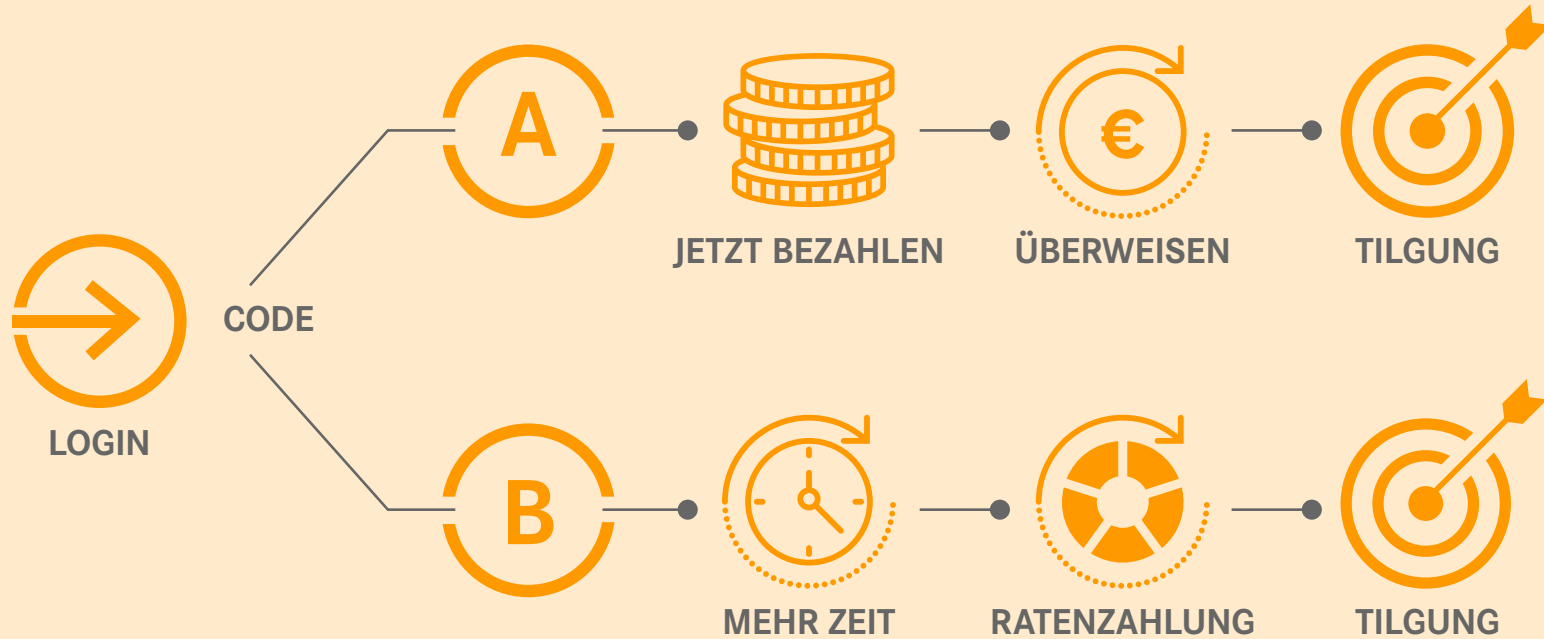 LOGIN
CODE
A
JETZT BEZAHLEN
€
ÜBERWEISEN
TILGUNG
B
MEHR ZEIT
RATENZAHLUNG
TILGUNG